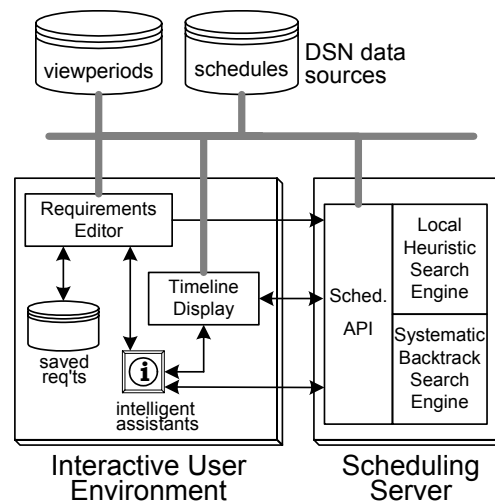 viewperiods
schedules
DSN data
sources
Requirements
Editor
Timeline
Display
saved
req'ts
i
intelligent
assistants
Sched.
API
Local
Heuristic
Search
Engine
Systematic
Backtrack
Search
Engine
Interactive User
Environment
Scheduling
Server